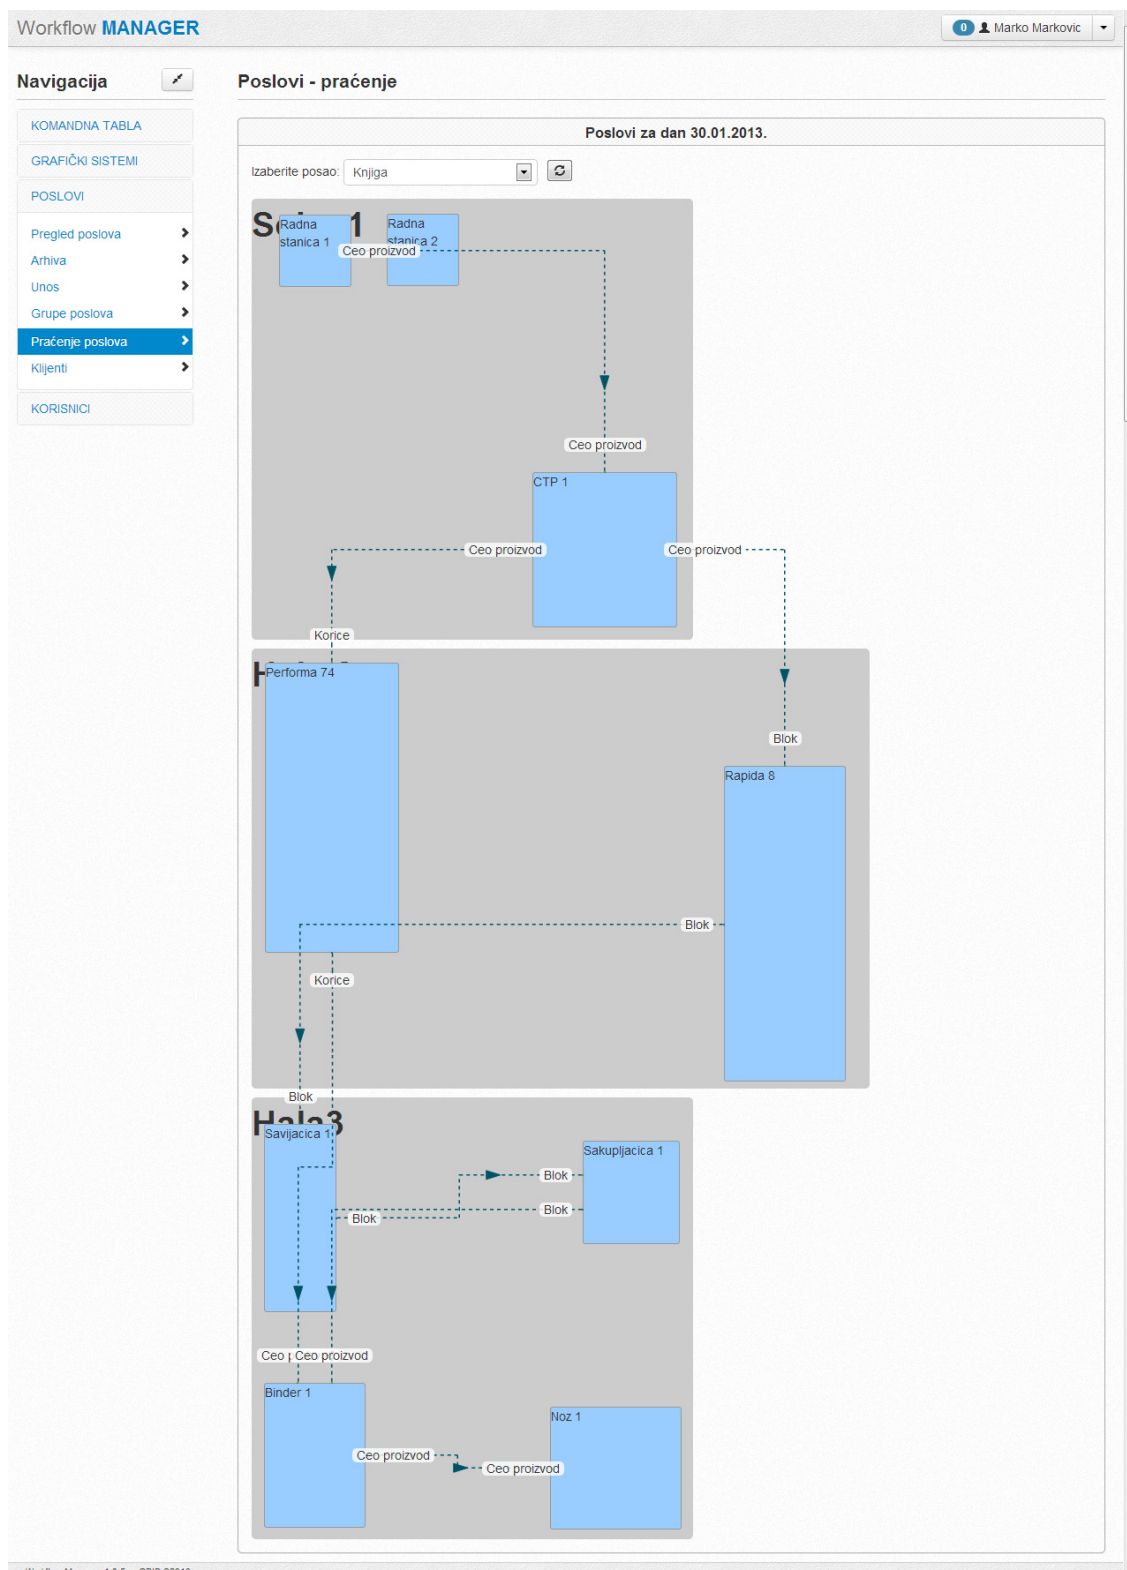 Workflow MANAGER
0 Marko Markovic
Navigacija
Poslovi - praćenje
KOMANDNA TABLA
GRAFIČKI SISTEMI
POSLOVI
Pregled poslova
Arhiva
Unos
Grupe poslova
Praćenje poslova
Klijenti
KORISNICI
Poslovi za dan 30.01.2013.
Izaberite posao: Knjiga
1
Radna
stanica 1
Radna
stanica 2
Ceo proizvod
Ceo proizvod
CTP 1
Ceo proizvod
Ceo proizvod
Korice
Performa 74
Blok
Rapida 8
Blok
Korice
Blok
Hala3
Savijacica 1
Sakupljacica 1
Blok
Blok
Blok
Ceo
Ceo proizvod
Binder 1
Noz 1
Ceo proizvod
Ceo proizvod